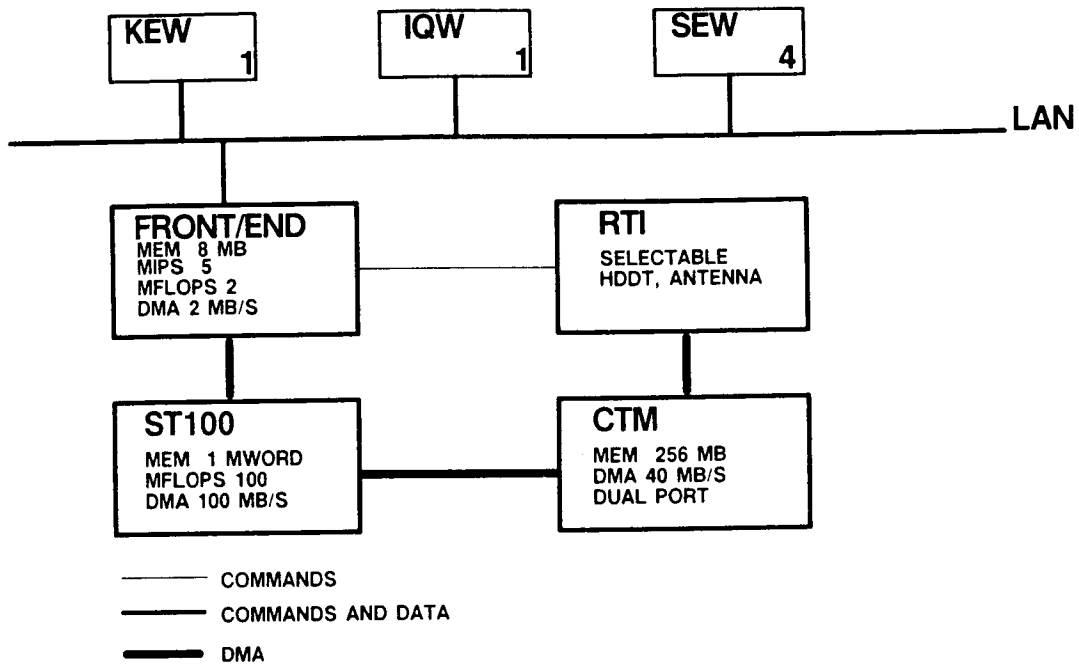 KEW
1
IQW
1
SEW
4
LAN
FRONT/END
MEM 8 MB
MIPS 5
MFLOPS 2
DMA 2 MB/S
RTI
SELECTABLE
HDDT, ANTENNA
ST100
MEM 1 MWORD
MFLOPS 100
DMA 100 MB/S
CTM
MEM 256 MB
DMA 40 MB/S
DUAL PORT
COMMANDS
COMMANDS AND DATA
DMA